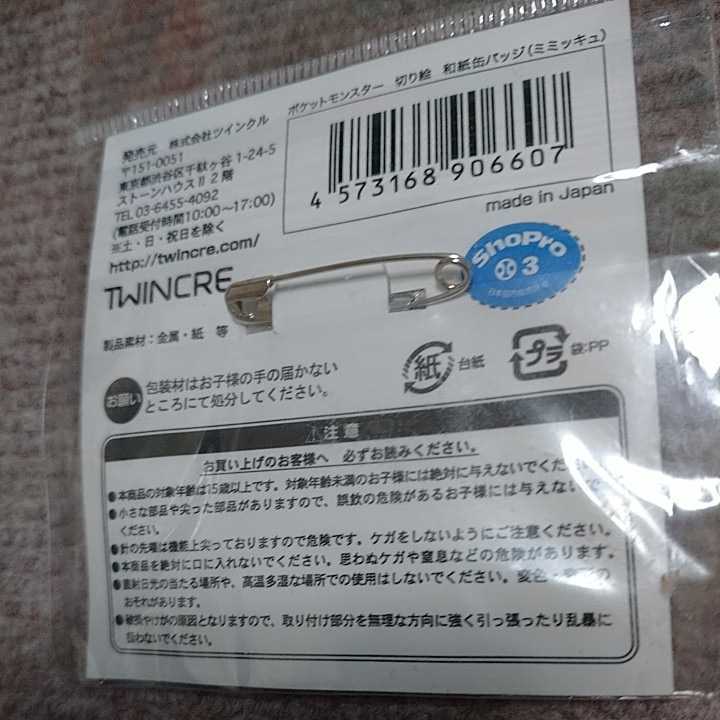 ポケットモンスター 切り絵 和紙缶バッジ(ミミッキュ)
4 573168 906607
made in Japan
発売元 株式会社ツインクル
〒151-0051
東京都渋谷区千駄ヶ谷1-24-5
ストーンハウスⅡ 2階
TEL 03-6455-4092
(電話受付時間10:00〜17:00)
※土・日・祝日を除く
http://twincre.com/
TWINCRE
ShoPro
3
製品素材:金属・紙 等
お願い
包装材はお子様の手の届かない
ところにて処分してください。
紙 台紙
プラ 袋:PP
⚠注意
お買い上げのお客様へ 必ずお読みください。
●本商品の対象年齢は15歳以上です。対象年齢未満のお子様には絶対に与えないでくだ
●小さな部品や尖った部品がありますので、誤飲の危険があるお子様には与えないで
ください。
●針の先端は機能上尖っておりますので危険です。ケガをしないようにご注意ください。
●本商品を絶対に口に入れないでください。思わぬケガや窒息などの危険があります。
●直射日光の当たる場所や、高温多湿な場所での使用はしないでください。変色・
おそれがあります。
●破損やけがの原因となりますので、取り付け部分を無理な方向に強く引っ張ったり乱暴に
扱わないでください。